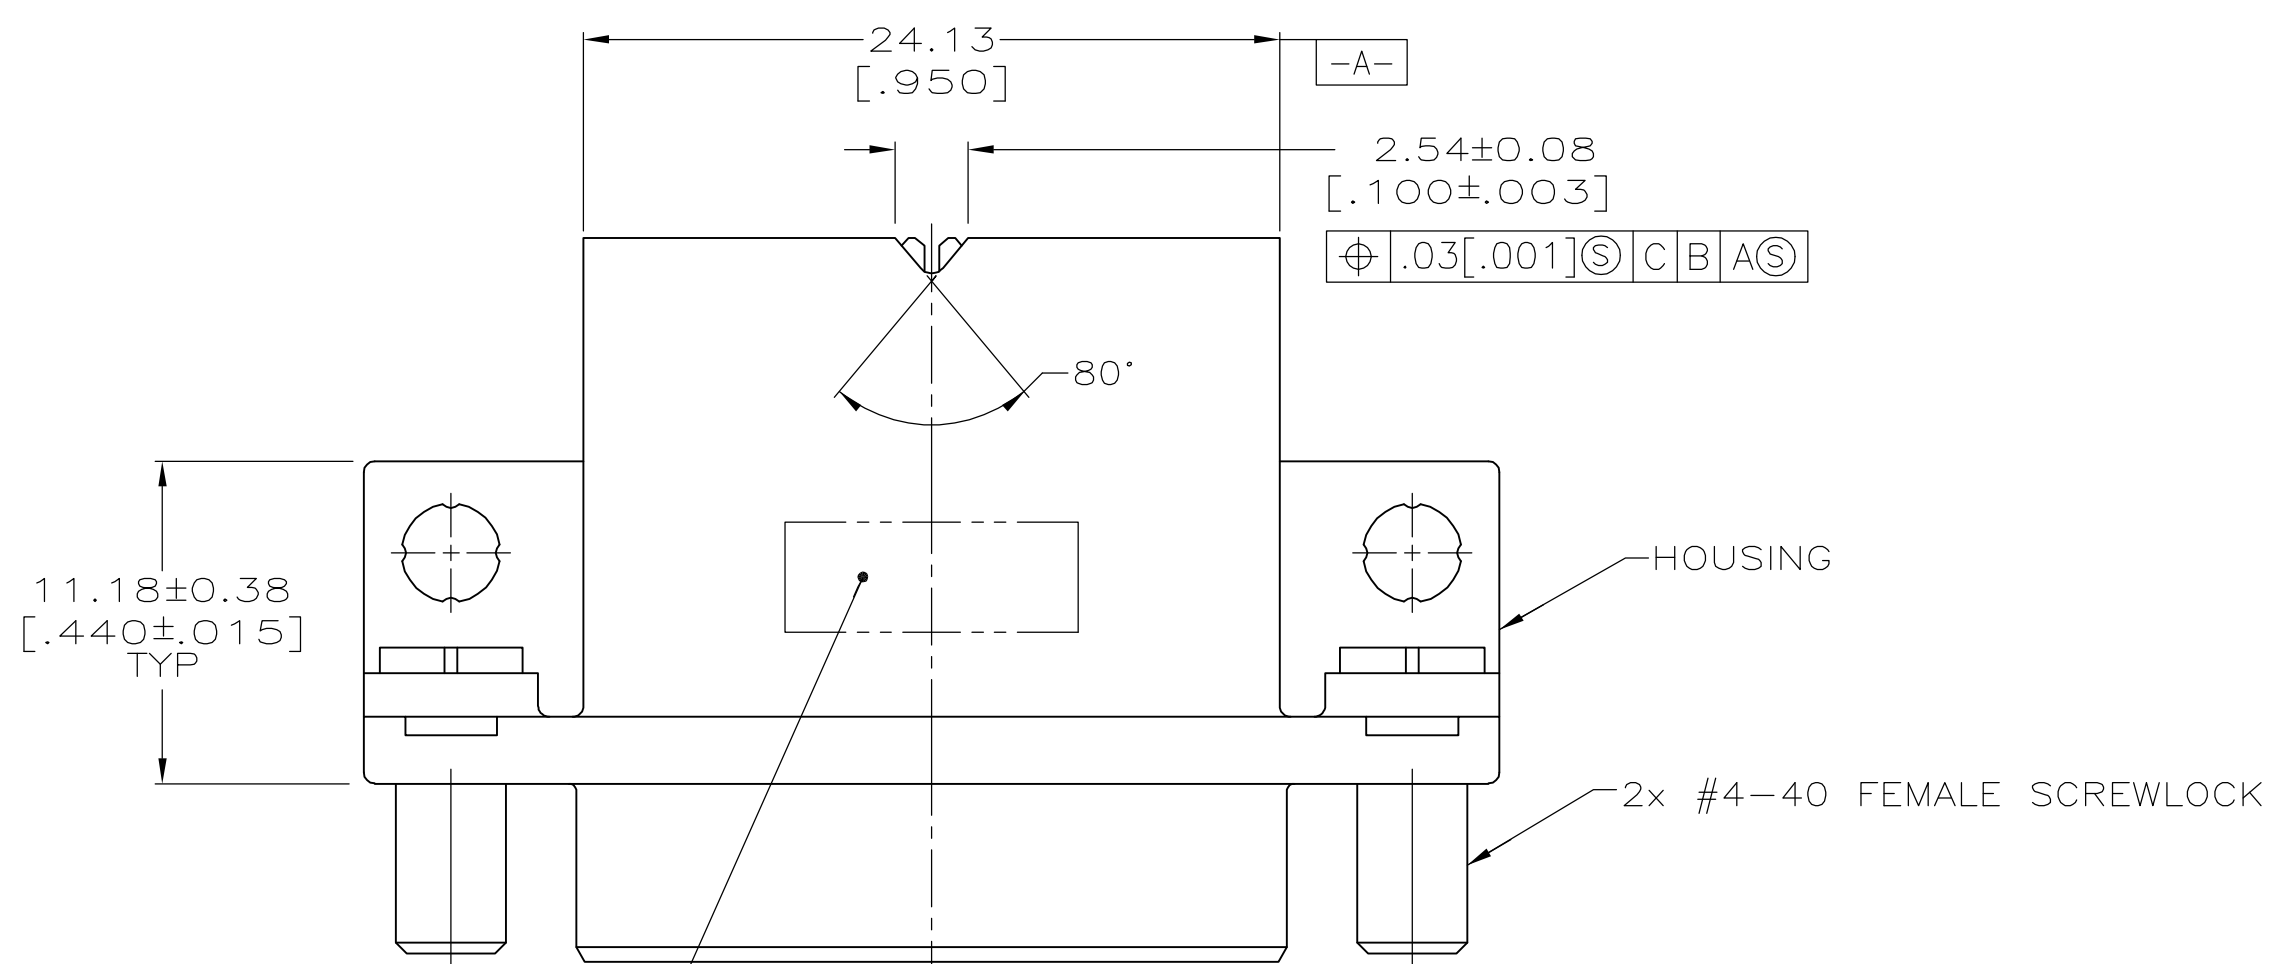 24.13
[.950]
-A-
2.54±0.08
[.100±.003]
⌖ .03[.001]Ⓢ C B AⓈ
80°
11.18±0.38
[.440±.015]
TYP
HOUSING
2x #4-40 FEMALE SCREWLOCK